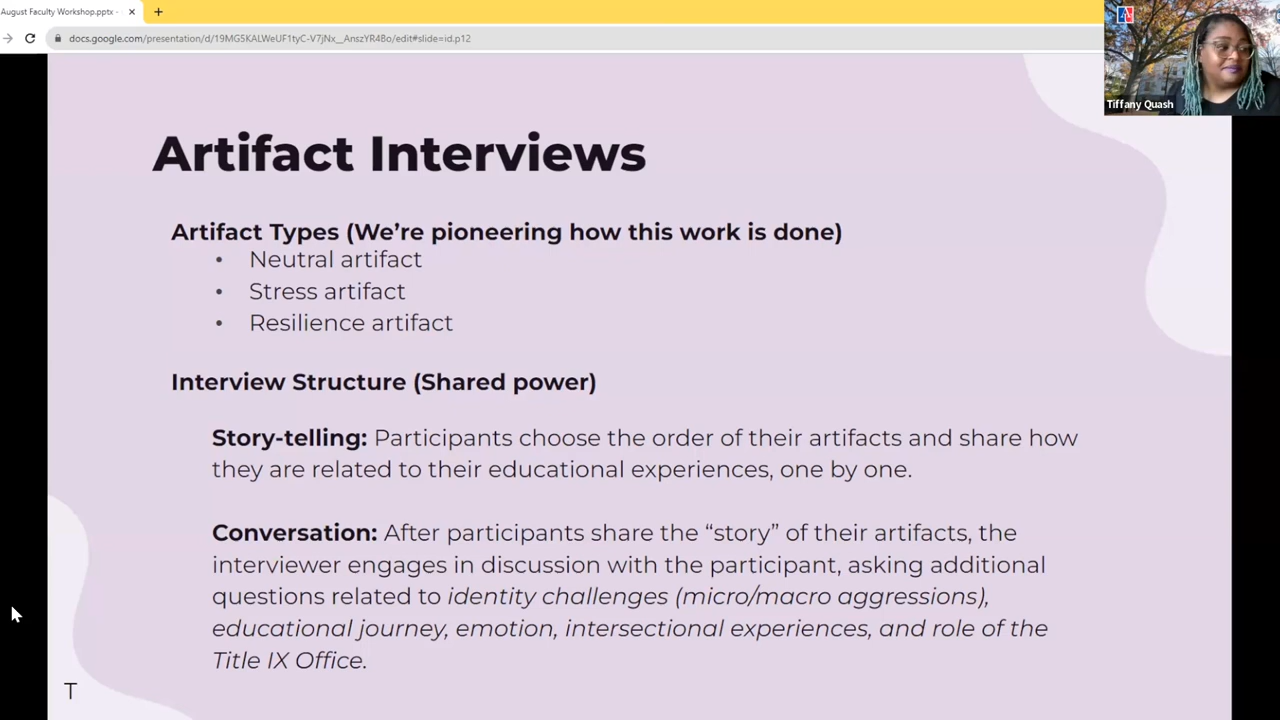 August Faculty Workshop.pptx -
docs.google.com/presentation/d/19MG5KALWeUF1tyC-V7jNx__AnszYR4Bo/edit#slide=id.p12
Tiffany Quash
Artifact Interviews
Artifact Types (We’re pioneering how this work is done)
• Neutral artifact
• Stress artifact
• Resilience artifact
Interview Structure (Shared power)
Story-telling: Participants choose the order of their artifacts and share how
they are related to their educational experiences, one by one.
Conversation: After participants share the “story” of their artifacts, the
interviewer engages in discussion with the participant, asking additional
questions related to identity challenges (micro/macro aggressions),
educational journey, emotion, intersectional experiences, and role of the
Title IX Office.
T